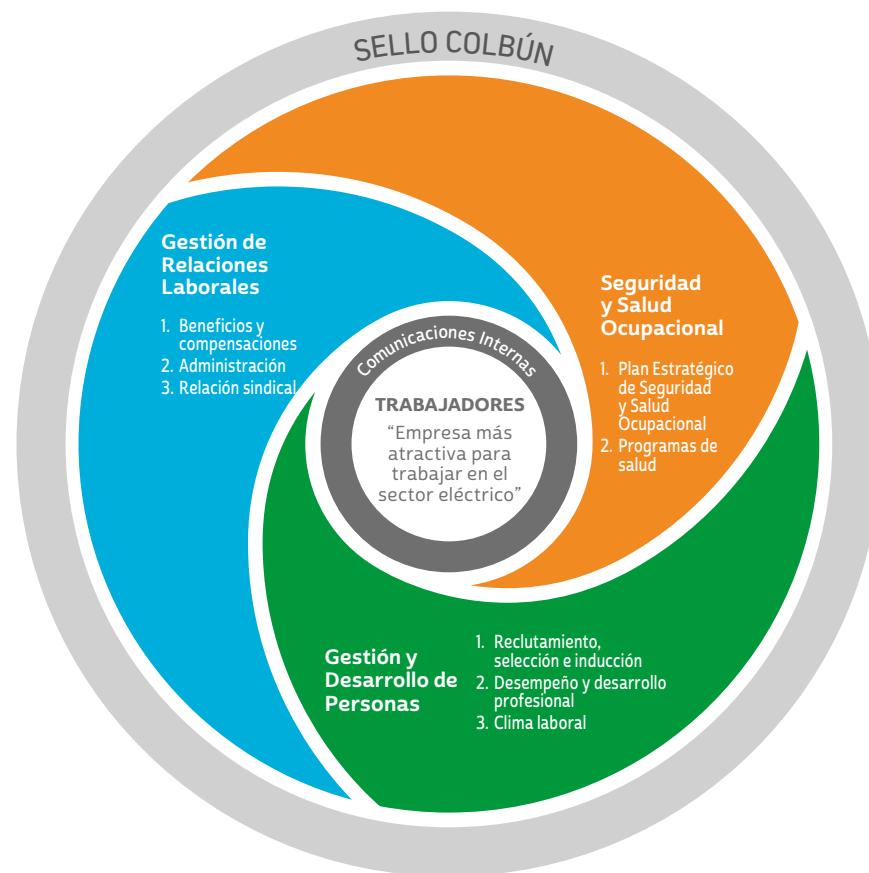 SELLO COLBÚN
Gestión de
Relaciones
Laborales
1. Beneficios y
compensaciones
2. Administración
3. Relación sindical
Seguridad
y Salud
Ocupacional
1. Plan Estratégico
de Seguridad
y Salud
Ocupacional
2. Programas de
salud
Comunicaciones Internas
TRABAJADORES
“Empresa más
atractiva para
trabajar en el
sector eléctrico”
Gestión y
Desarrollo de
Personas
1. Reclutamiento,
selección e inducción
2. Desempeño y desarrollo
profesional
3. Clima laboral